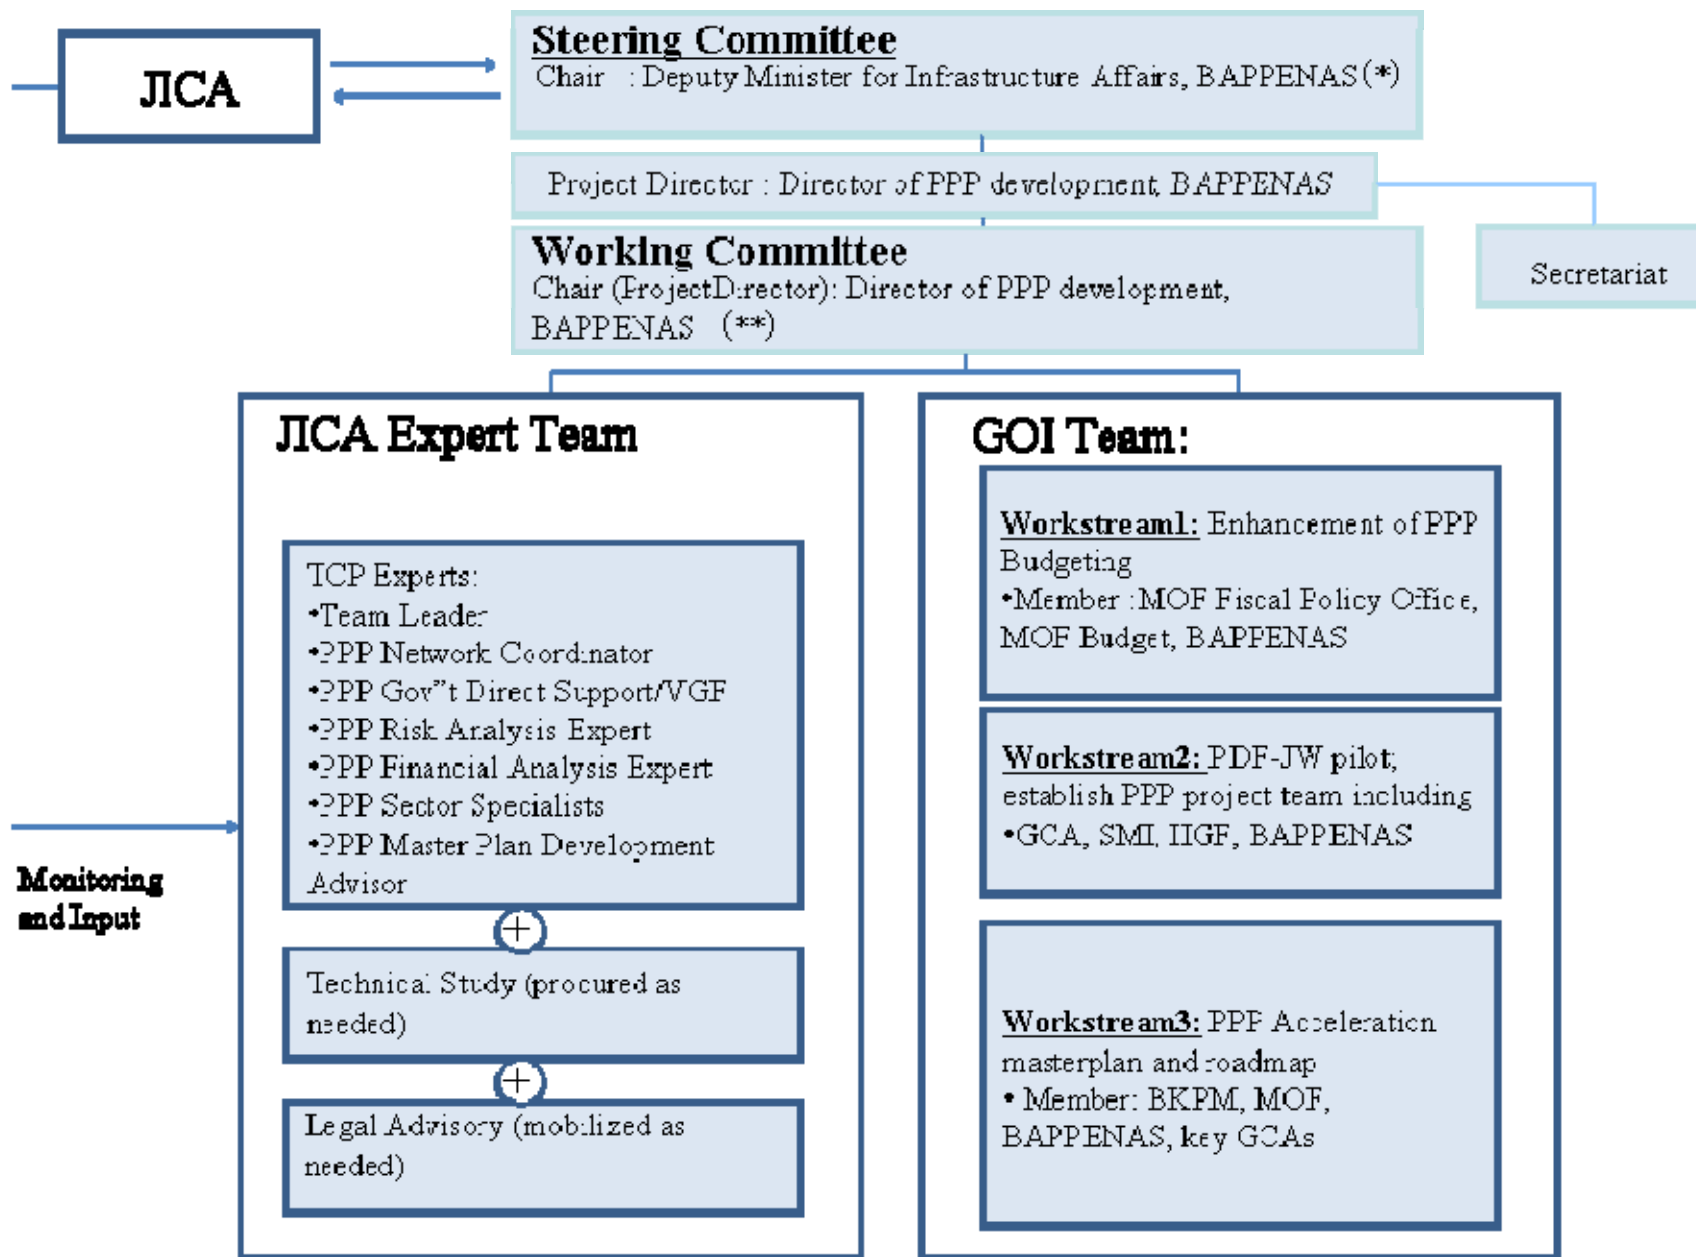 JICA
Steering Committee
Chair : Deputy Minister for Infrastructure Affairs, BAPPENAS (*)
Project Director : Director of PPP development, BAPPENAS
Working Committee
Chair (ProjectDirector): Director of PPP development,
BAPPENAS (**)
Secretariat
JICA Expert Team
TCP Experts:
•Team Leader
•PPP Network Coordinator
•PPP Gov"t Direct Support/VGF
•PPP Risk Analysis Expert
•PPP Financial Analysis Expert
•PPP Sector Specialists
•PPP Master Plan Development
Advisor
+
Technical Study (procured as
needed)
+
Legal Advisory (mobilized as
needed)
Monitoring
and Input
GOI Team:
Workstream1: Enhancement of PPP
Budgeting
•Member :MOF Fiscal Policy Office,
MOF Budget, BAPPENAS
Workstream2: PDF-JW pilot;
establish PPP project team including
•GCA, SMI, IIGF, BAPPENAS
Workstream3: PPP Acceleration
masterplan and roadmap
• Member: BKPM, MOF,
BAPPENAS, key GCAs